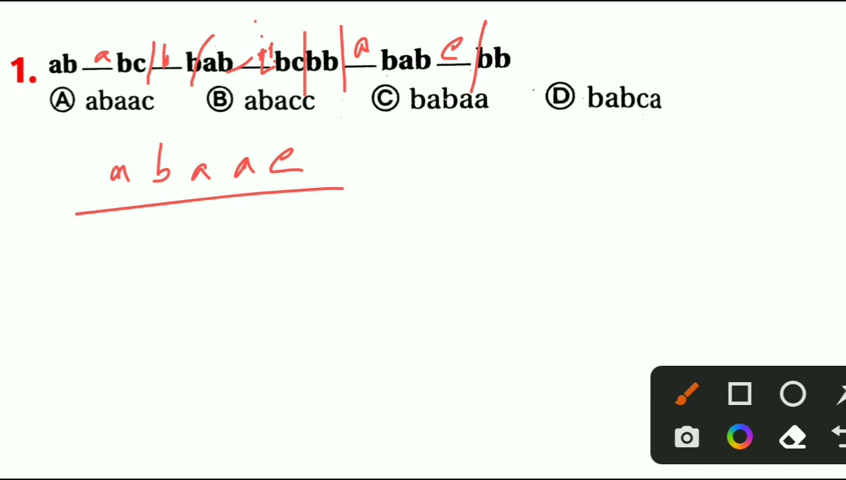 1. ab a bc b bab a bcbb a bab c bb
Ⓐ abaac Ⓑ abacc Ⓒ babaa Ⓓ babca
a b a a c